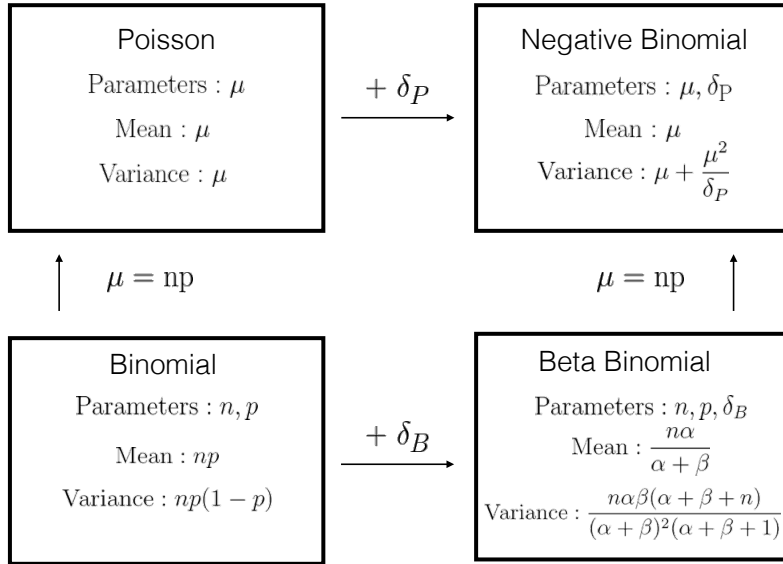 Poisson
Parameters : μ
Mean : μ
Variance : μ
+ δ_P
Negative Binomial
Parameters : μ, δ_P
Mean : μ
Variance : μ + μ²/δ_P
μ = np
μ = np
Binomial
Parameters : n, p
Mean : np
Variance : np(1 − p)
+ δ_B
Beta Binomial
Parameters : n, p, δ_B
Mean : nα/(α + β)
Variance : nαβ(α + β + n)/((α + β)²(α + β + 1))